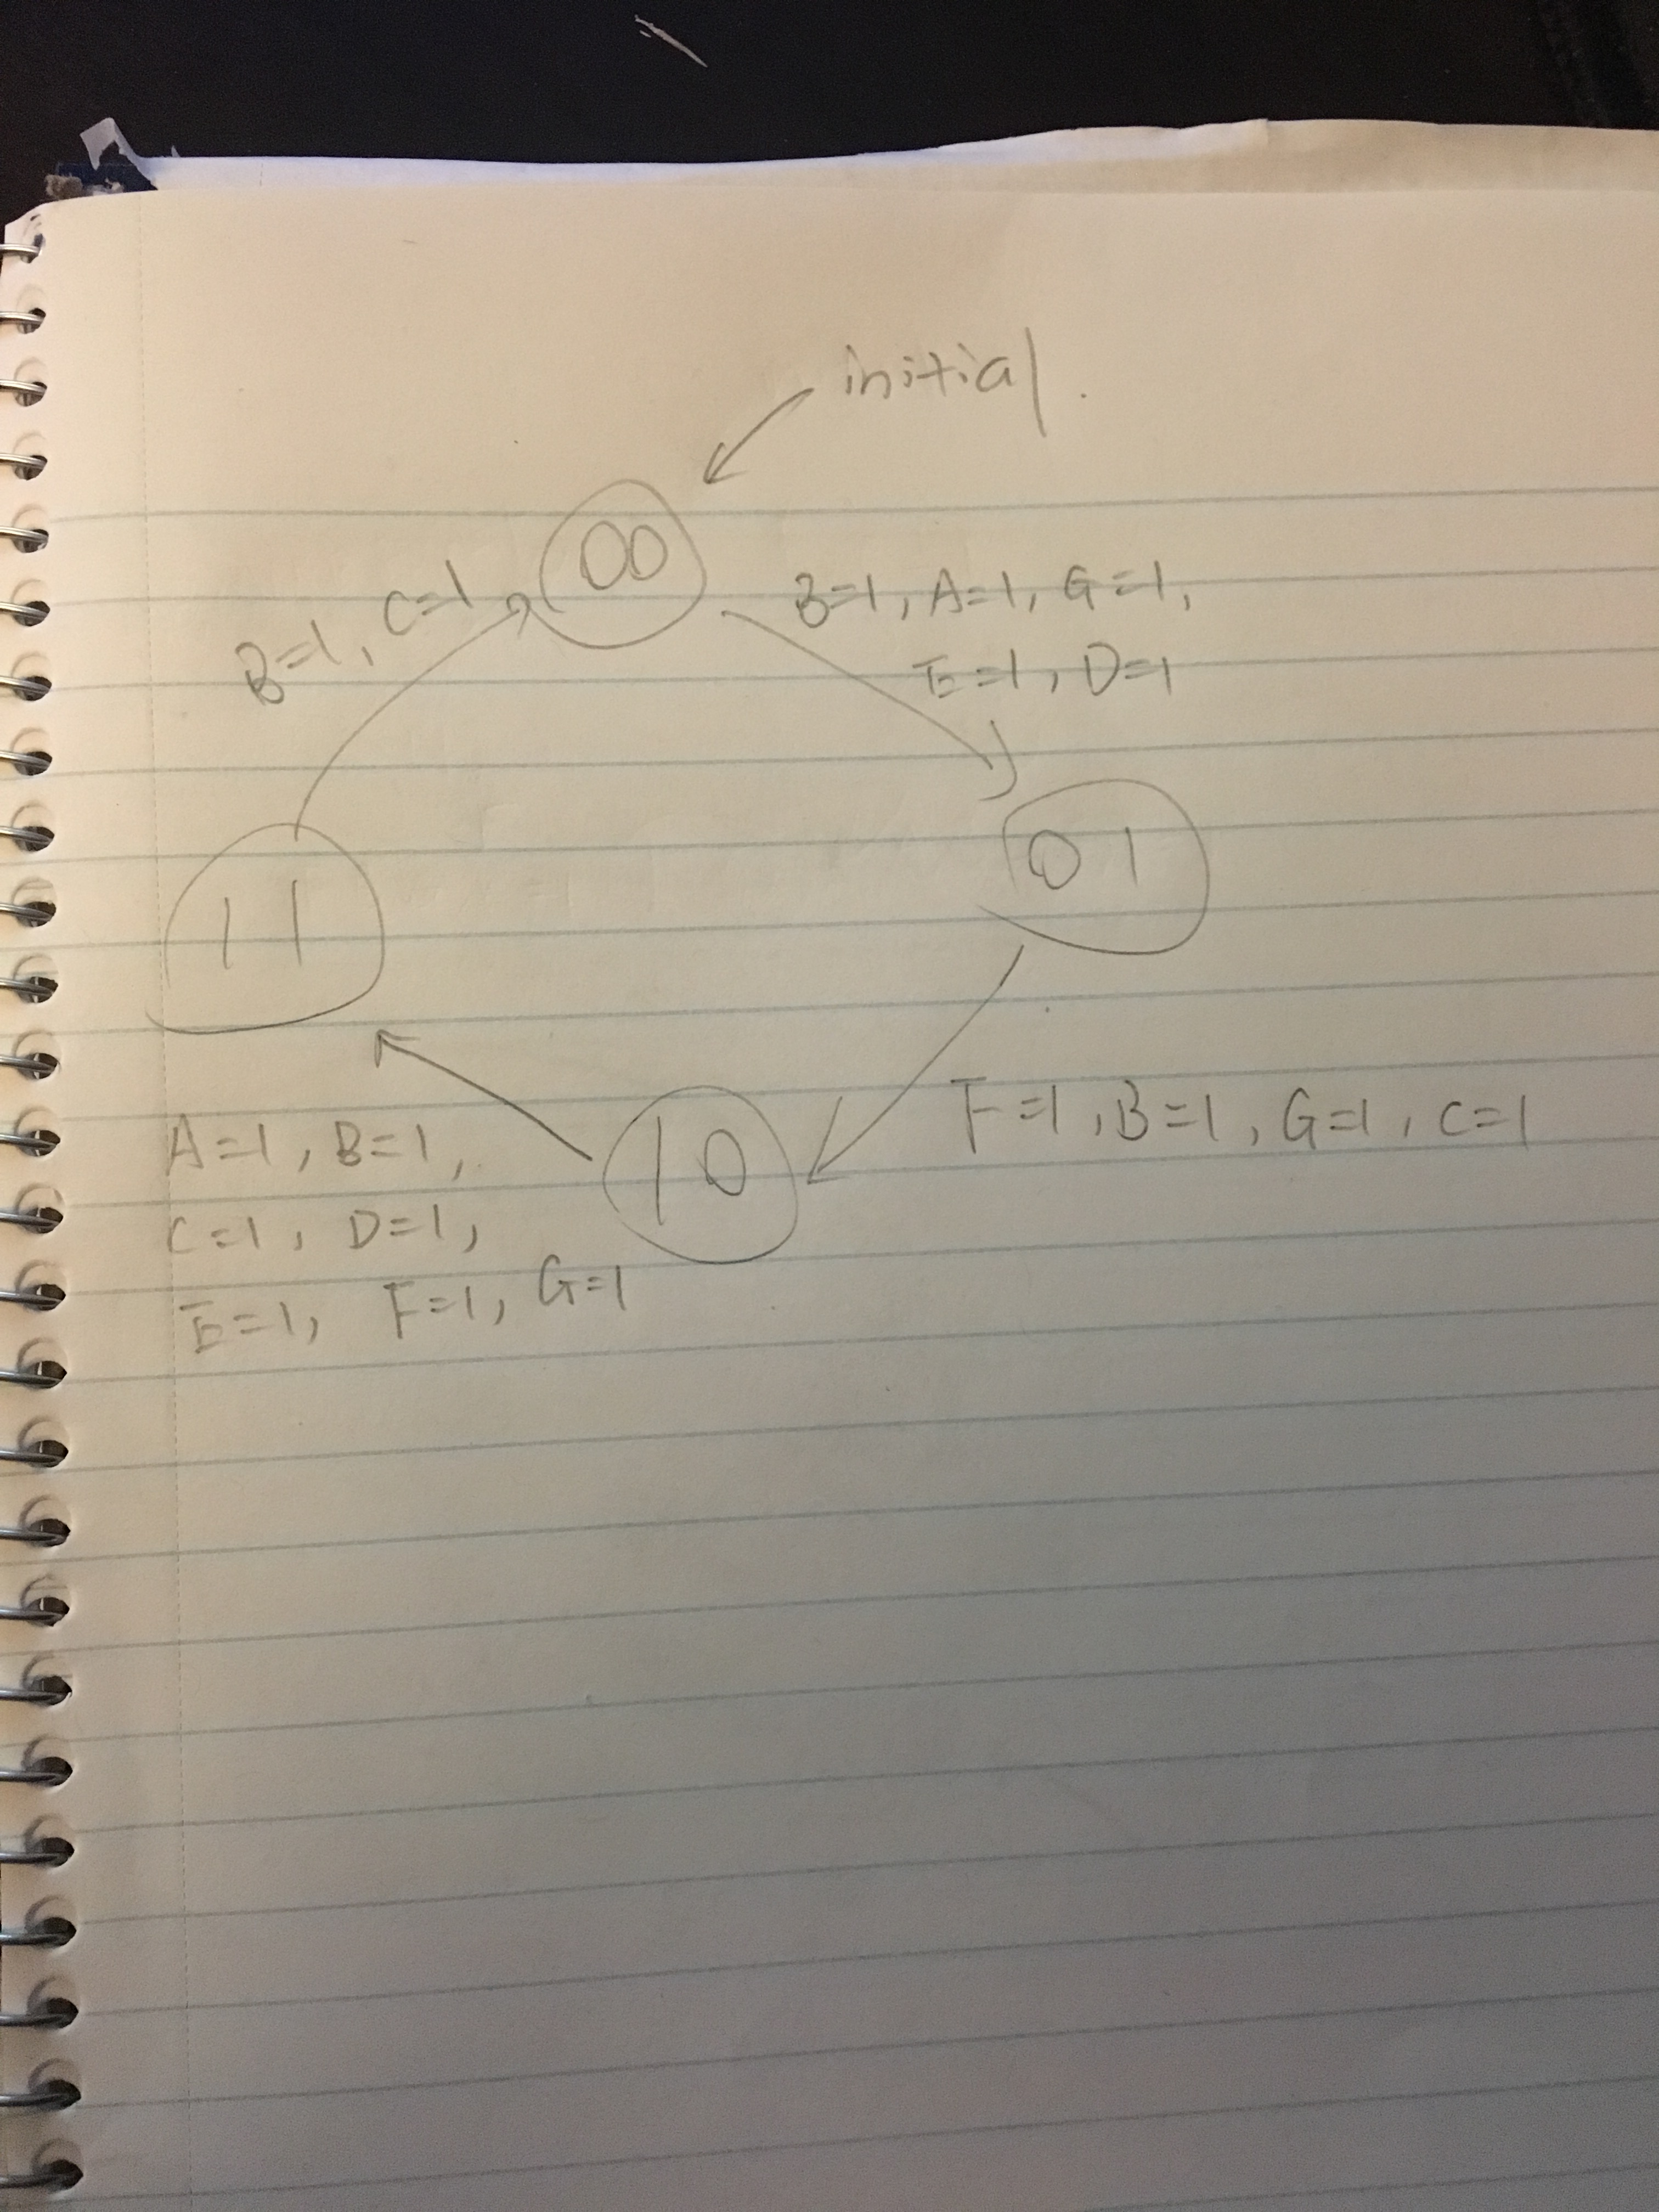 initial.
00
B=1, C=1
B=1, A=1, G=1,
E=1, D=1
01
11
F=1, B=1, G=1, C=1
10
A=1, B=1,
C=1, D=1,
E=1, F=1, G=1